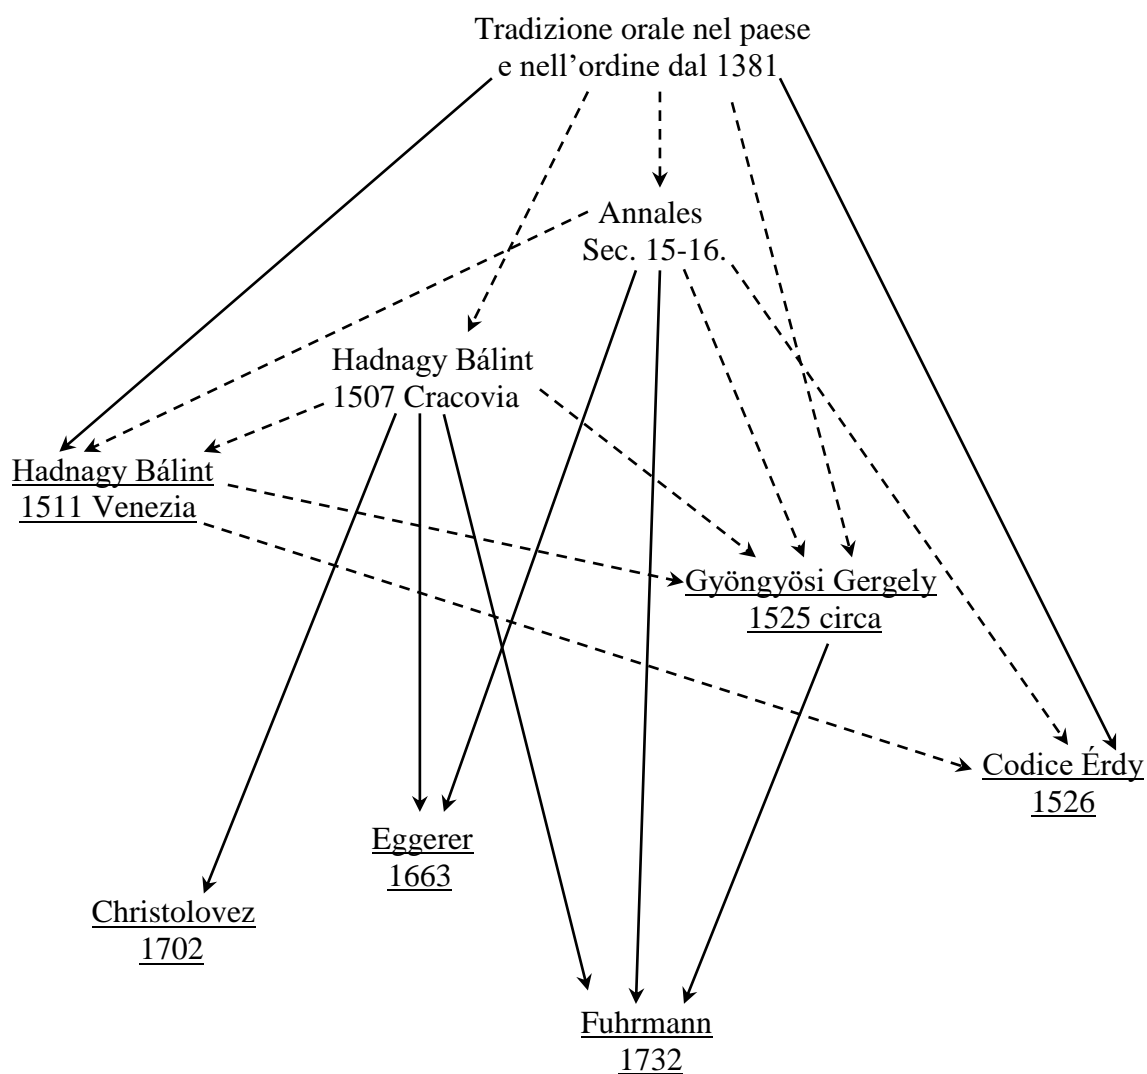 Tradizione orale nel paese
e nell’ordine dal 1381
Annales
Sec. 15-16.
Hadnagy Bálint
1507 Cracovia
Hadnagy Bálint
1511 Venezia
Gyöngyösi Gergely
1525 circa
Codice Érdy
1526
Eggerer
1663
Christolovez
1702
Fuhrmann
1732